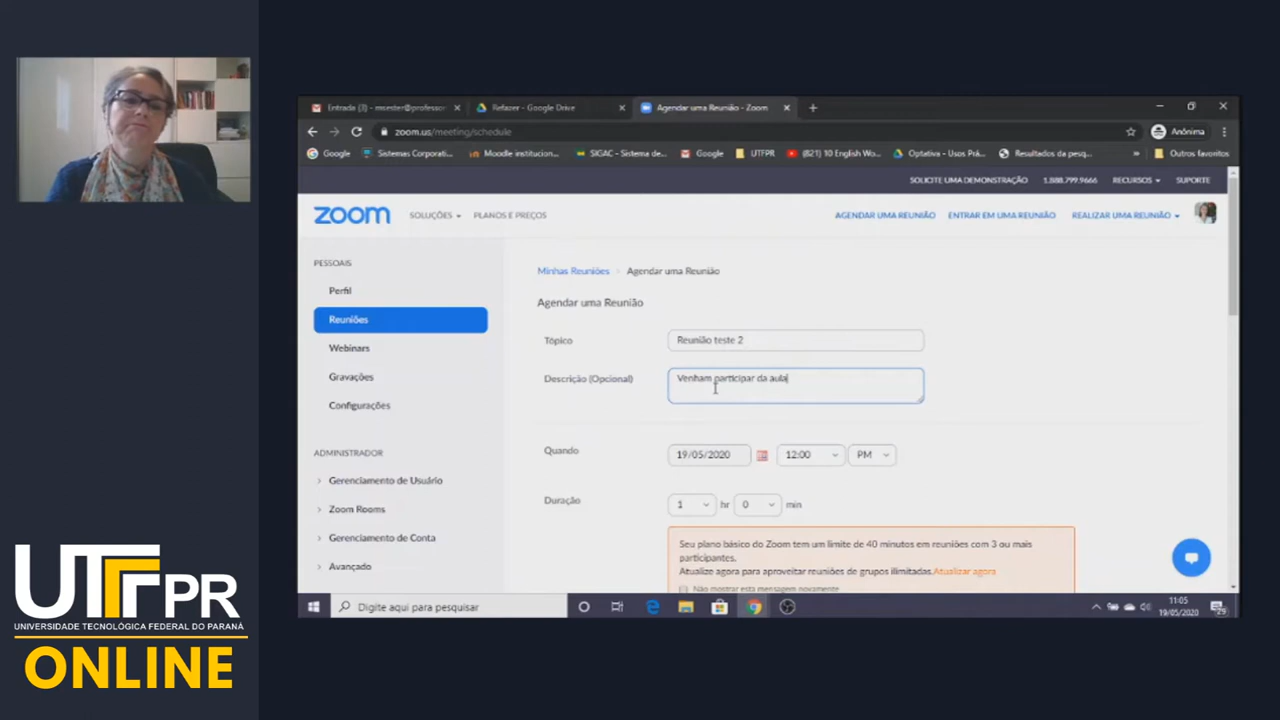 Entrada (3) - msester@professor
Refazer - Google Drive
Agendar uma Reunião - Zoom
zoom.us/meeting/schedule
Anônima
Google
Sistemas Corporati...
Moodle institucion...
SIGAC - Sistema de...
Google
UTFPR
(821) 10 English Wo...
Optativa - Usos Prá...
Resultados da pesq...
Outros favoritos
SOLICITE UMA DEMONSTRAÇÃO
1.888.799.9666
RECURSOS
SUPORTE
zoom
SOLUÇÕES
PLANOS E PREÇOS
AGENDAR UMA REUNIÃO
ENTRAR EM UMA REUNIÃO
REALIZAR UMA REUNIÃO
PESSOAIS
Perfil
Reuniões
Webinars
Gravações
Configurações
ADMINISTRADOR
Gerenciamento de Usuário
Zoom Rooms
Gerenciamento de Conta
Avançado
Minhas Reuniões > Agendar uma Reunião
Agendar uma Reunião
Tópico
Reunião teste 2
Descrição (Opcional)
Venham participar da aula
Quando
19/05/2020
12:00
PM
Duração
1 hr 0 min
Seu plano básico do Zoom tem um limite de 40 minutos em reuniões com 3 ou mais
participantes.
Atualize agora para aproveitar reuniões de grupos ilimitadas.Atualizar agora
Não mostrar esta mensagem novamente
Digite aqui para pesquisar
11:05
19/05/2020
UTFPR
UNIVERSIDADE TECNOLÓGICA FEDERAL DO PARANÁ
ONLINE